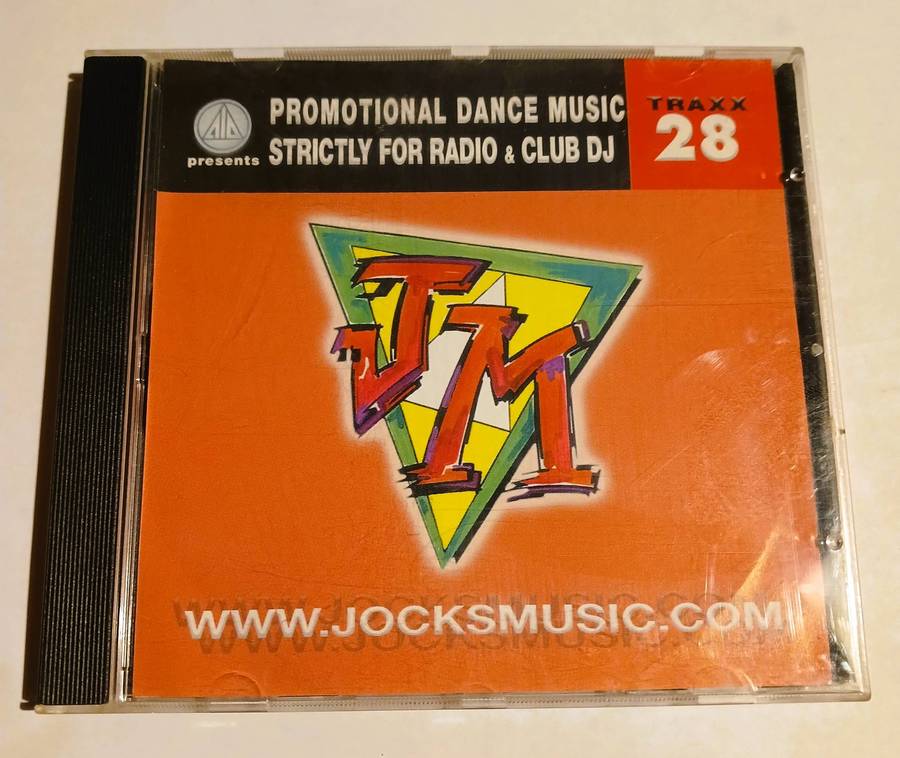 PROMOTIONAL DANCE MUSIC
presents STRICTLY FOR RADIO & CLUB DJ
TRAXX
28
JM
WWW.JOCKSMUSIC.COM